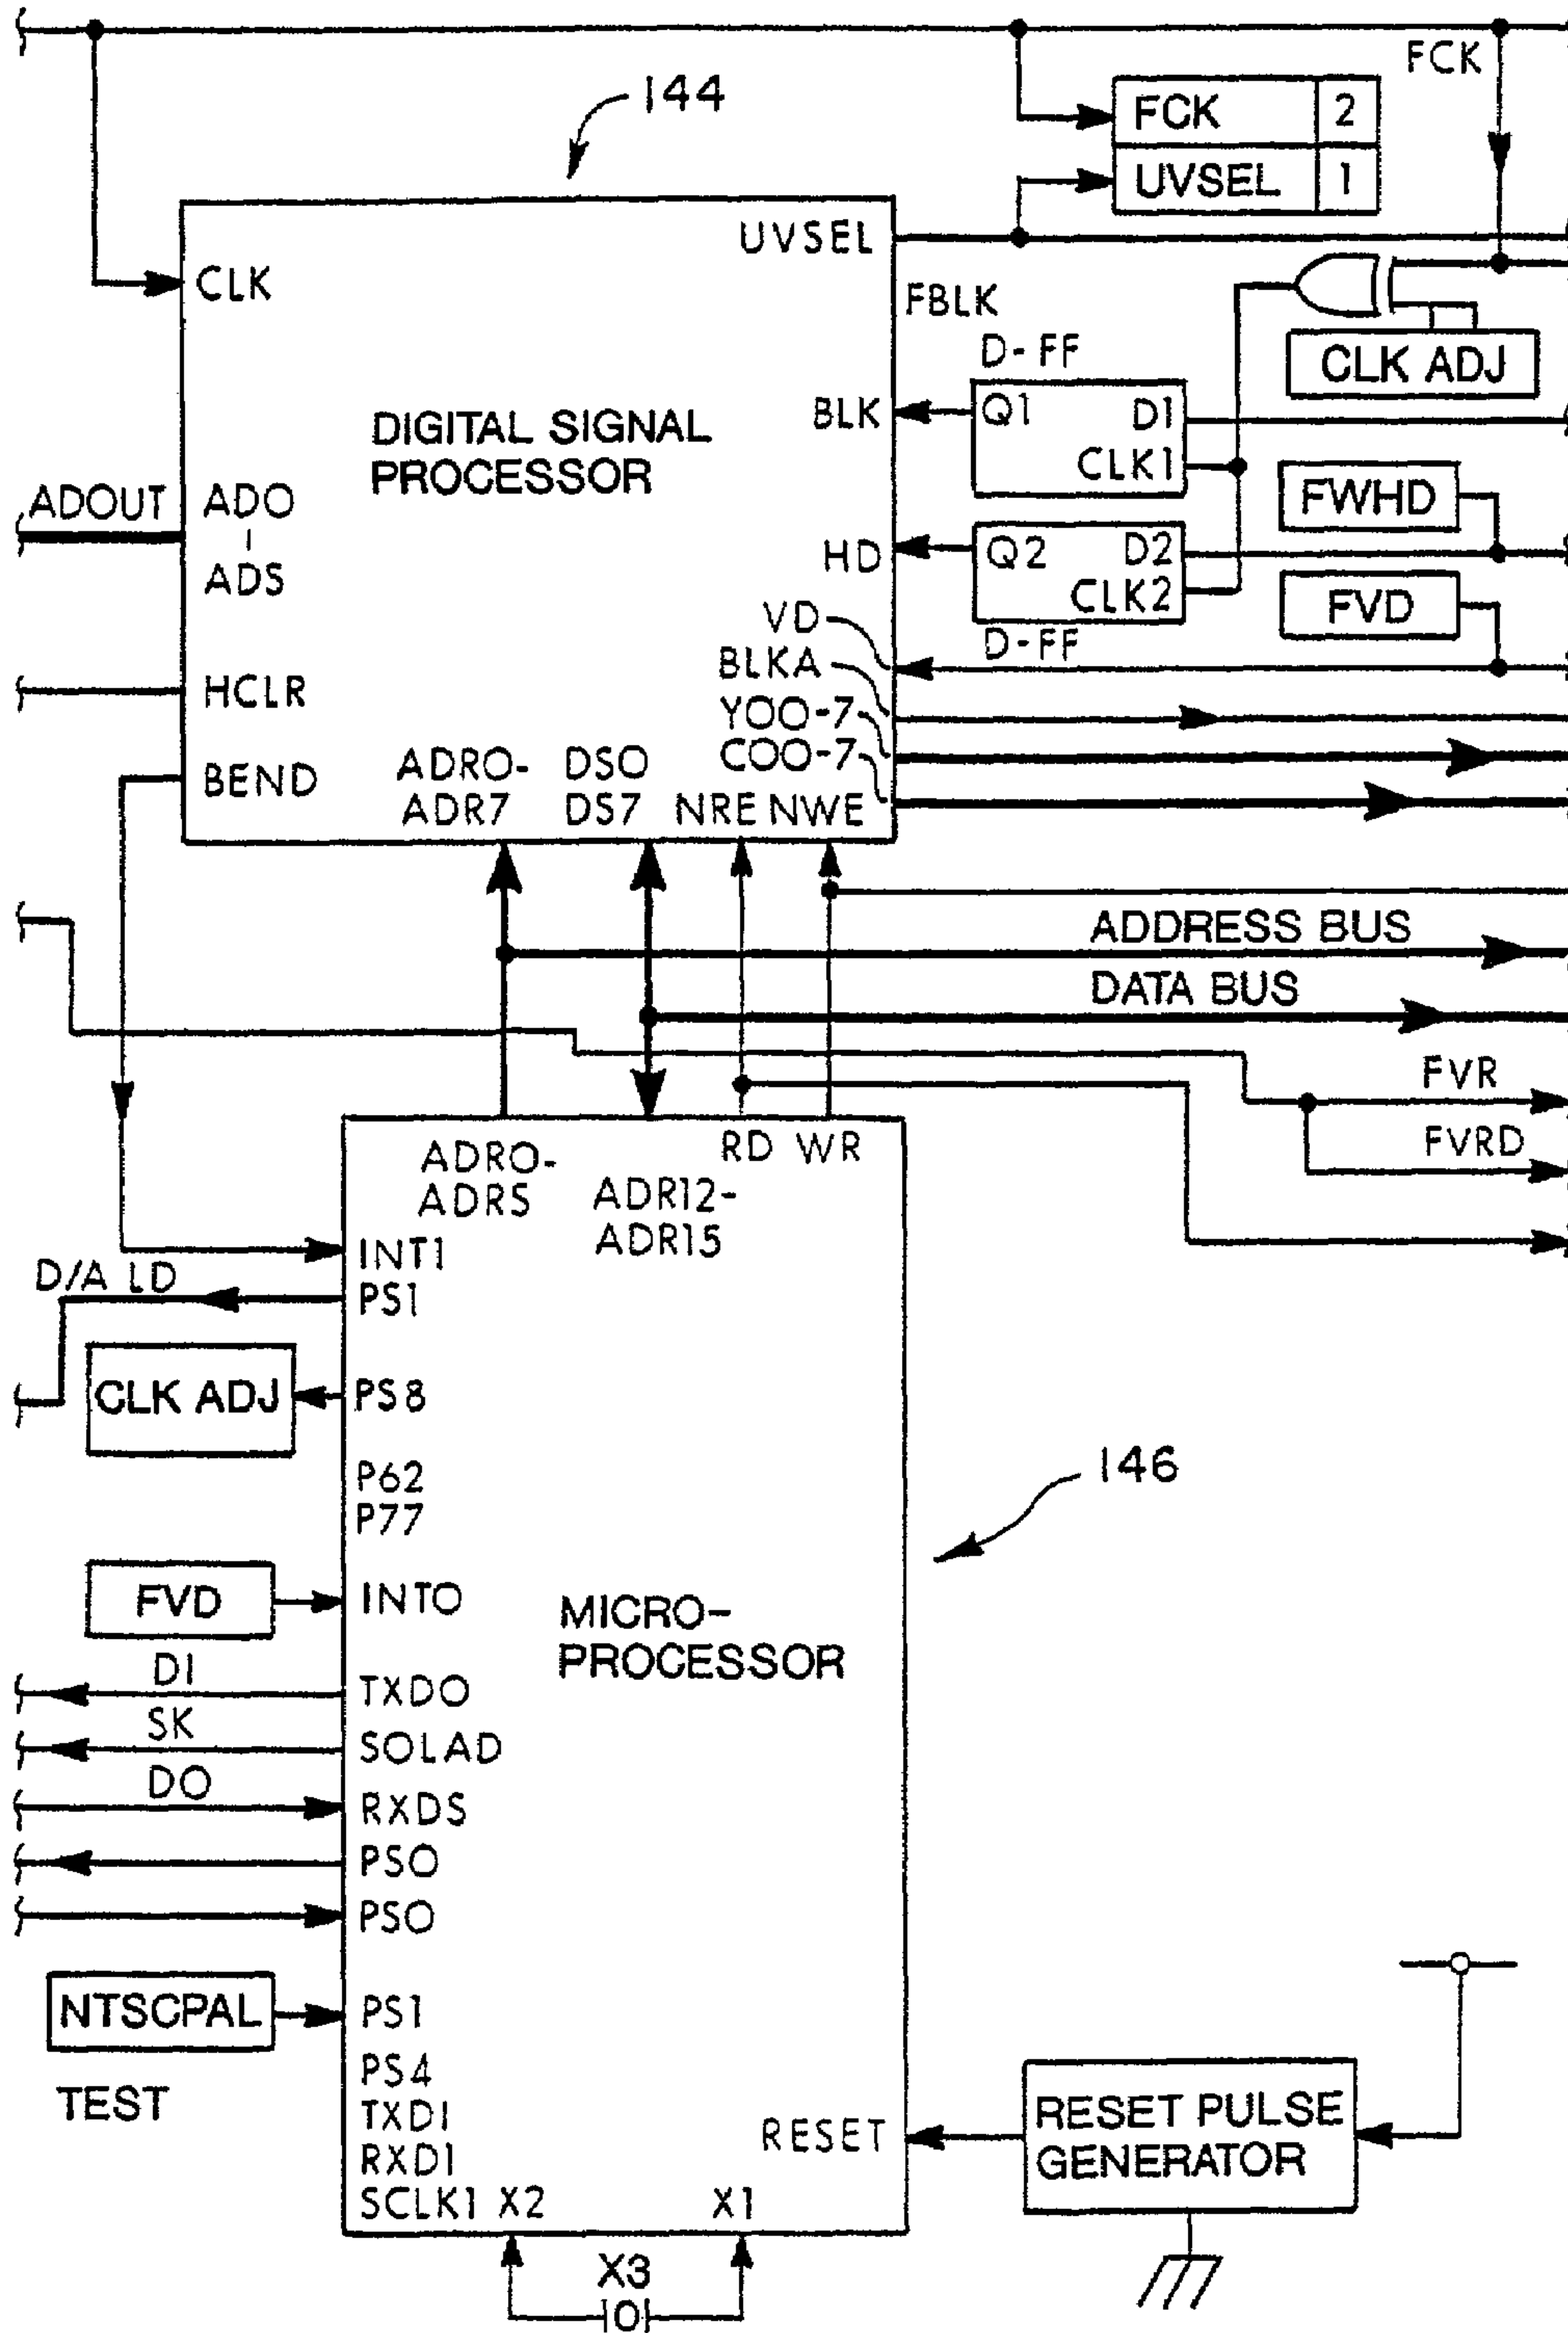 FCK
144
FCK 2
UVSEL 1
UVSEL
CLK
FBLK
D-FF
CLK ADJ
BLK
Q1 D1
CLK1
DIGITAL SIGNAL
PROCESSOR
ADOUT
ADO
-
ADS
FWHD
HD
Q2 D2
CLK2
D-FF
FVD
VD
BLKA
YOO-7
COO-7
HCLR
BEND
ADRO-
ADR7
DSO
DS7
NRE NWE
ADDRESS BUS
DATA BUS
FVR
FVRD
RD WR
ADRO-
ADRS
ADR12-
ADR15
INT1
D/A LD
PS1
CLK ADJ
PS8
P62
P77
146
FVD
INTO
MICRO-
PROCESSOR
DI
TXDO
SK
SOLAD
DO
RXDS
PSO
PSO
NTSCPAL
PS1
TEST
PS4
TXD1
RXD1
SCLK1 X2 X1
RESET
RESET PULSE
GENERATOR
X3